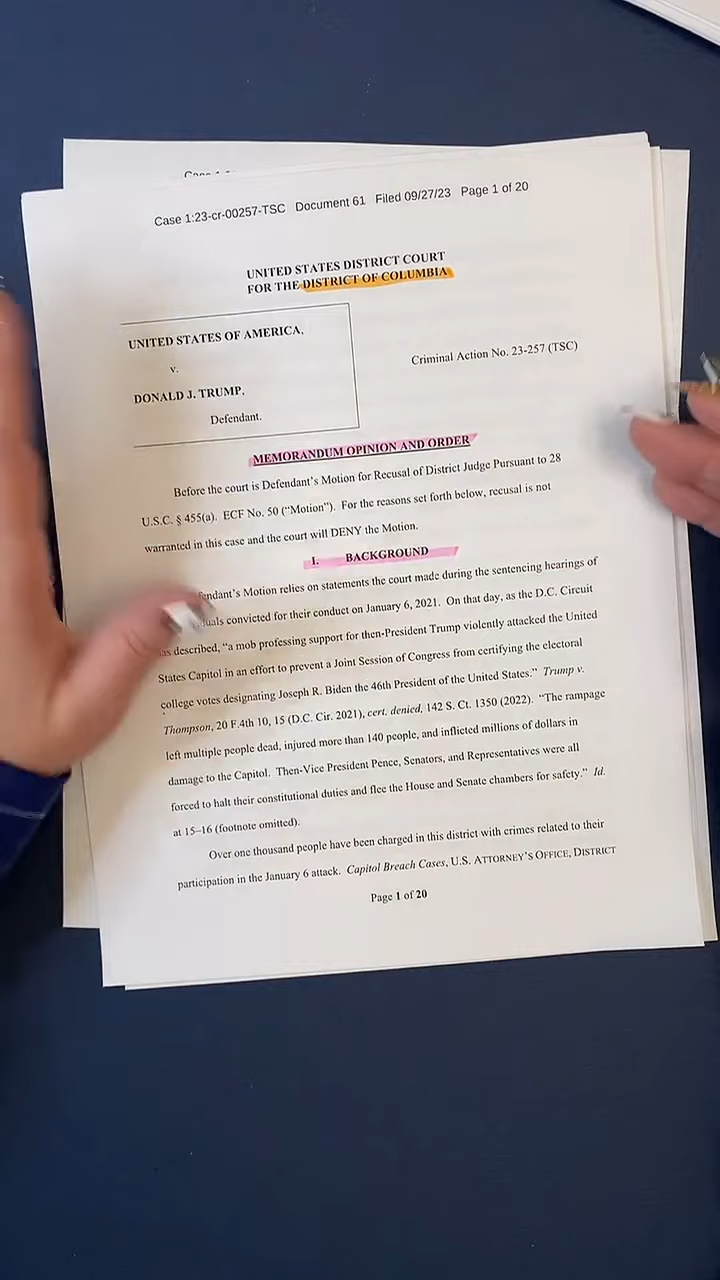 Case 1:23-cr-00257-TSC Document 61 Filed 09/27/23 Page 1 of 20
UNITED STATES DISTRICT COURT
FOR THE DISTRICT OF COLUMBIA
UNITED STATES OF AMERICA,
v.
DONALD J. TRUMP,
Defendant.
Criminal Action No. 23-257 (TSC)
MEMORANDUM OPINION AND ORDER
Before the court is Defendant’s Motion for Recusal of District Judge Pursuant to 28
U.S.C. § 455(a). ECF No. 50 (“Motion”). For the reasons set forth below, recusal is not
warranted in this case and the court will DENY the Motion.
I. BACKGROUND
Motion relies on statements the court made during the sentencing hearings of
convicted for their conduct on January 6, 2021. On that day, as the D.C. Circuit
described, “a mob professing support for then-President Trump violently attacked the United
States Capitol in an effort to prevent a Joint Session of Congress from certifying the electoral
college votes designating Joseph R. Biden the 46th President of the United States.” Trump v.
Thompson, 20 F.4th 10, 15 (D.C. Cir. 2021), cert. denied, 142 S. Ct. 1350 (2022). “The rampage
left multiple people dead, injured more than 140 people, and inflicted millions of dollars in
damage to the Capitol. Then-Vice President Pence, Senators, and Representatives were all
forced to halt their constitutional duties and flee the House and Senate chambers for safety.” Id.
at 15–16 (footnote omitted).
Over one thousand people have been charged in this district with crimes related to their
participation in the January 6 attack. Capitol Breach Cases, U.S. ATTORNEY’S OFFICE, DISTRICT
Page 1 of 20